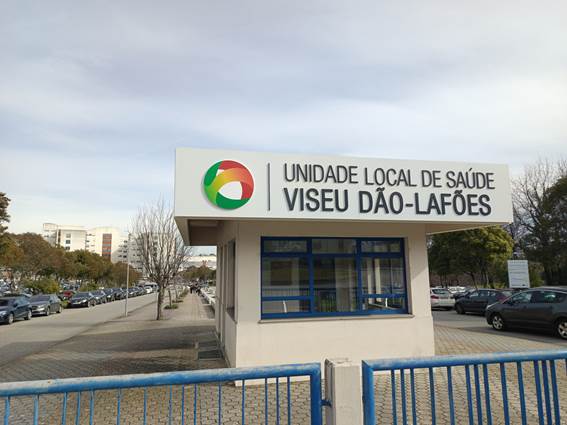 UNIDADE LOCAL DE SAÚDE
VISEU DÃO-LAFÕES